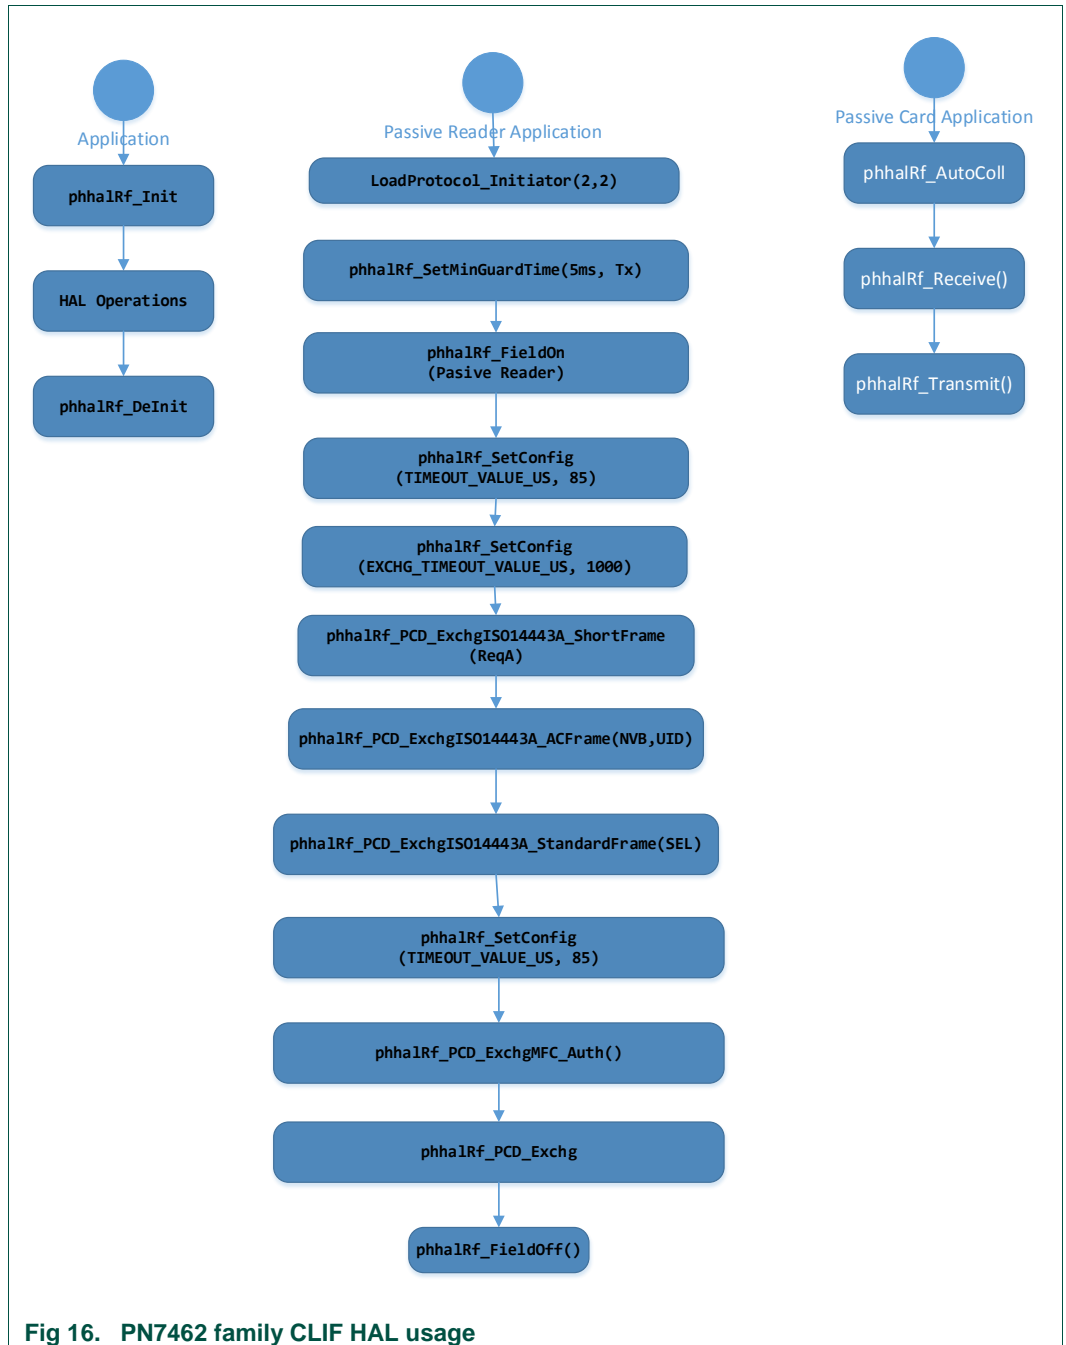 Application
phhalRf_Init
HAL Operations
phhalRf_DeInit
Passive Reader Application
LoadProtocol_Initiator(2,2)
phhalRf_SetMinGuardTime(5ms, Tx)
phhalRf_FieldOn
(Pasive Reader)
phhalRf_SetConfig
(TIMEOUT_VALUE_US, 85)
phhalRf_SetConfig
(EXCHG_TIMEOUT_VALUE_US, 1000)
phhalRf_PCD_ExchgISO14443A_ShortFrame
(ReqA)
phhalRf_PCD_ExchgISO14443A_ACFrame(NVB,UID)
phhalRf_PCD_ExchgISO14443A_StandardFrame(SEL)
phhalRf_SetConfig
(TIMEOUT_VALUE_US, 85)
phhalRf_PCD_ExchgMFC_Auth()
phhalRf_PCD_Exchg
phhalRf_FieldOff()
Passive Card Application
phhalRf_AutoColl
phhalRf_Receive()
phhalRf_Transmit()
Fig 16. PN7462 family CLIF HAL usage